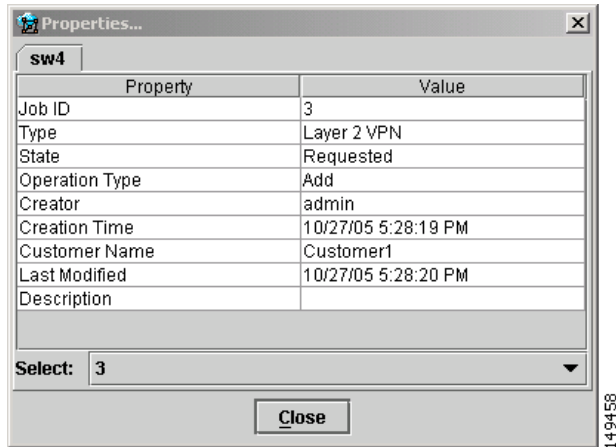 Properties...
sw4
Property Value
Job ID 3
Type Layer 2 VPN
State Requested
Operation Type Add
Creator admin
Creation Time 10/27/05 5:28:19 PM
Customer Name Customer1
Last Modified 10/27/05 5:28:20 PM
Description
Select: 3
Close
149458